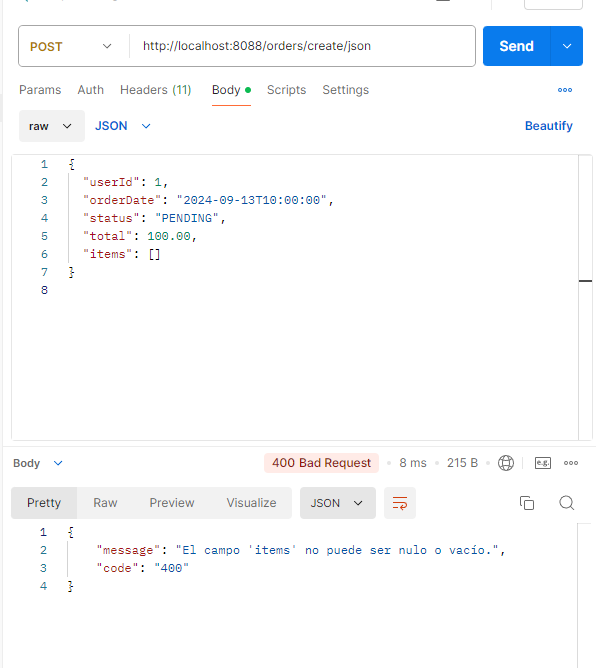 POST http://localhost:8088/orders/create/json Send
Params Auth Headers (11) Body Scripts Settings
raw JSON Beautify
1 {
2 "userId": 1,
3 "orderDate": "2024-09-13T10:00:00",
4 "status": "PENDING",
5 "total": 100.00,
6 "items": []
7 }
8
Body 400 Bad Request 8 ms 215 B e.g.
Pretty Raw Preview Visualize JSON
1 {
2 "message": "El campo 'items' no puede ser nulo o vacío.",
3 "code": "400"
4 }